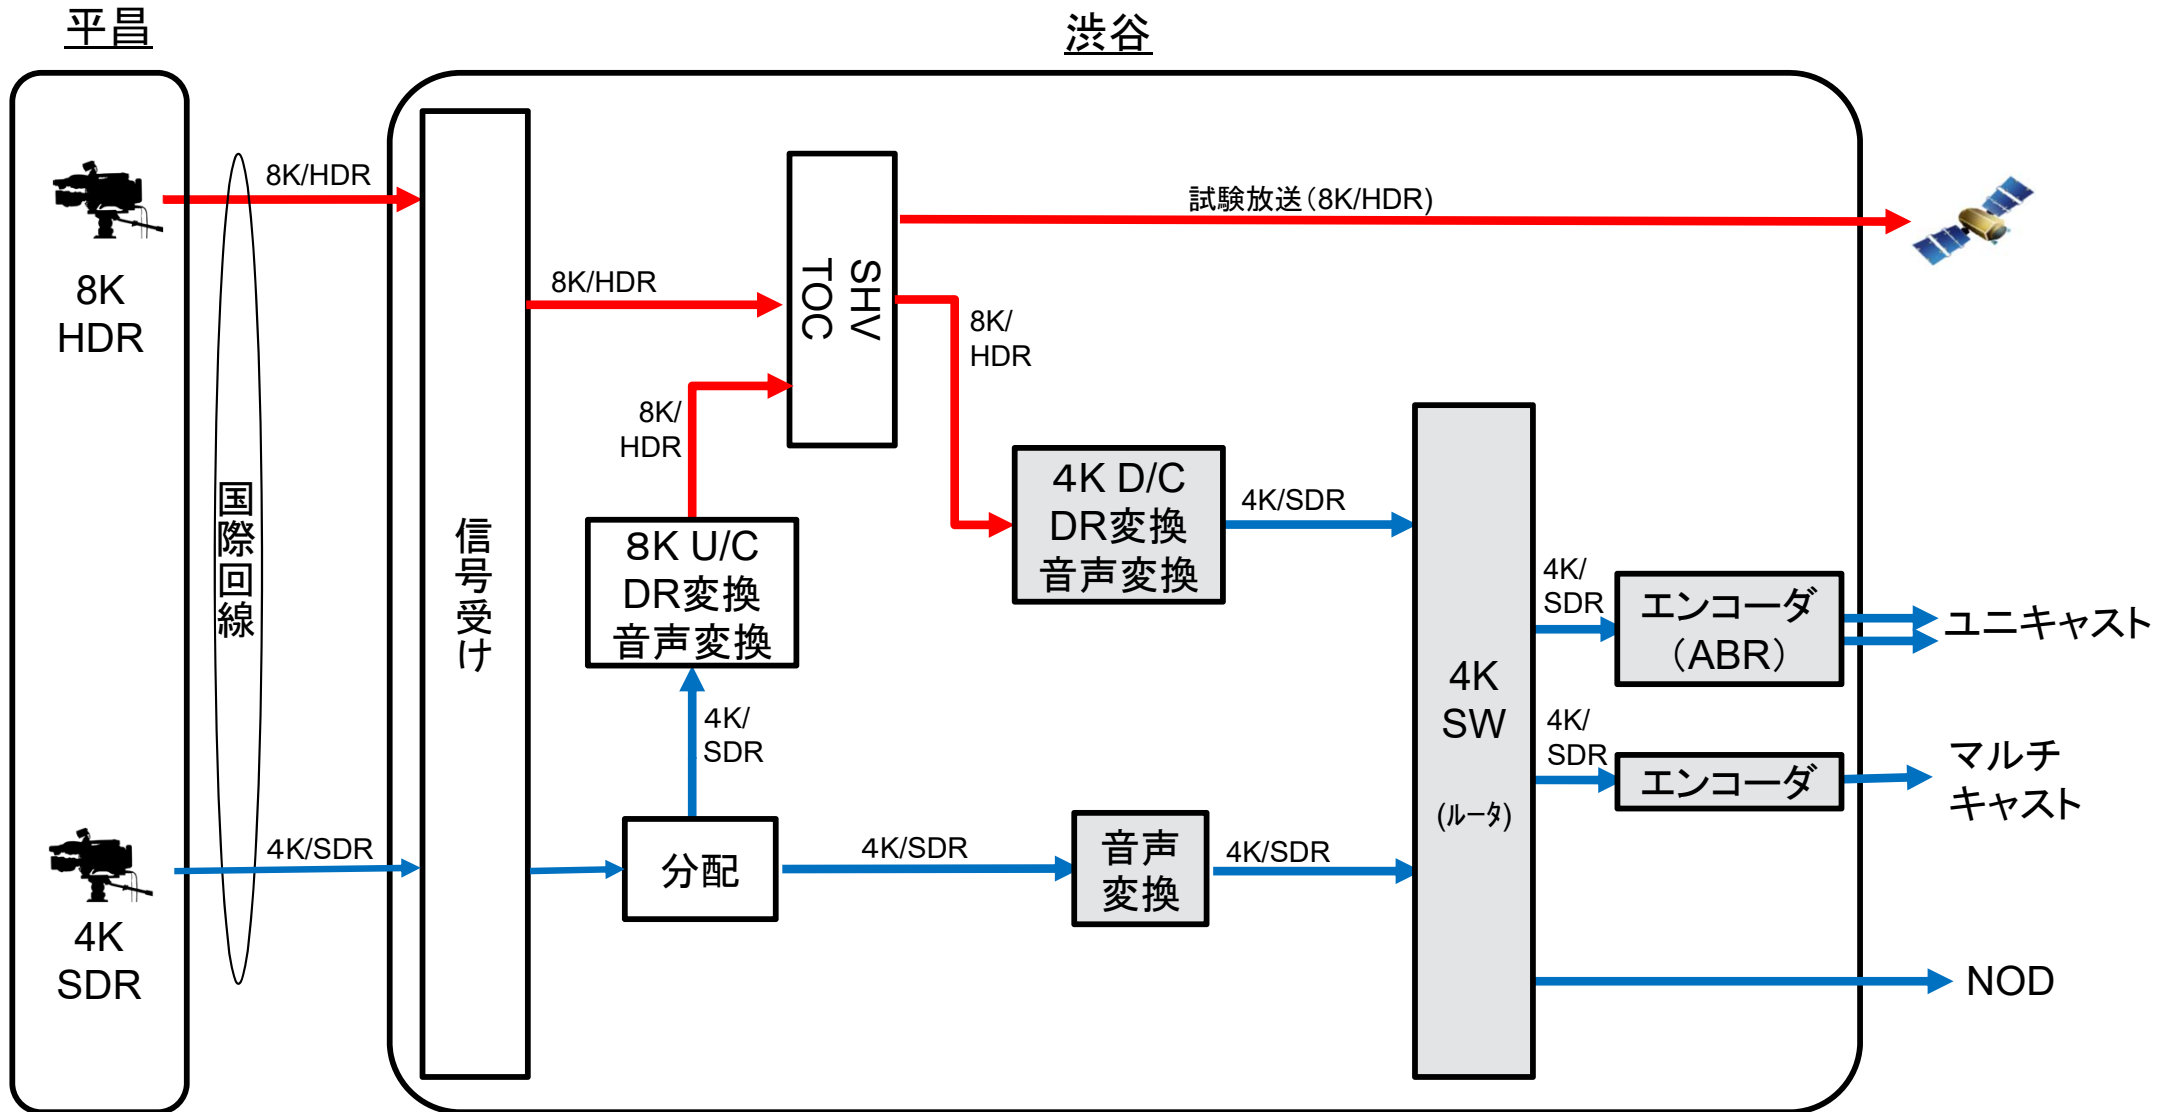 平昌
渋谷
8K/HDR
8K
HDR
国際回線
4K/SDR
4K
SDR
信号受け
8K/HDR
SHV
TOC
試験放送(8K/HDR)
8K/
HDR
8K/
HDR
8K U/C
DR変換
音声変換
4K/
SDR
分配
4K/SDR
音声
変換
4K/SDR
4K D/C
DR変換
音声変換
4K/SDR
4K
SW
(ルータ)
4K/
SDR
エンコーダ
(ABR)
ユニキャスト
4K/
SDR
エンコーダ
マルチ
キャスト
NOD